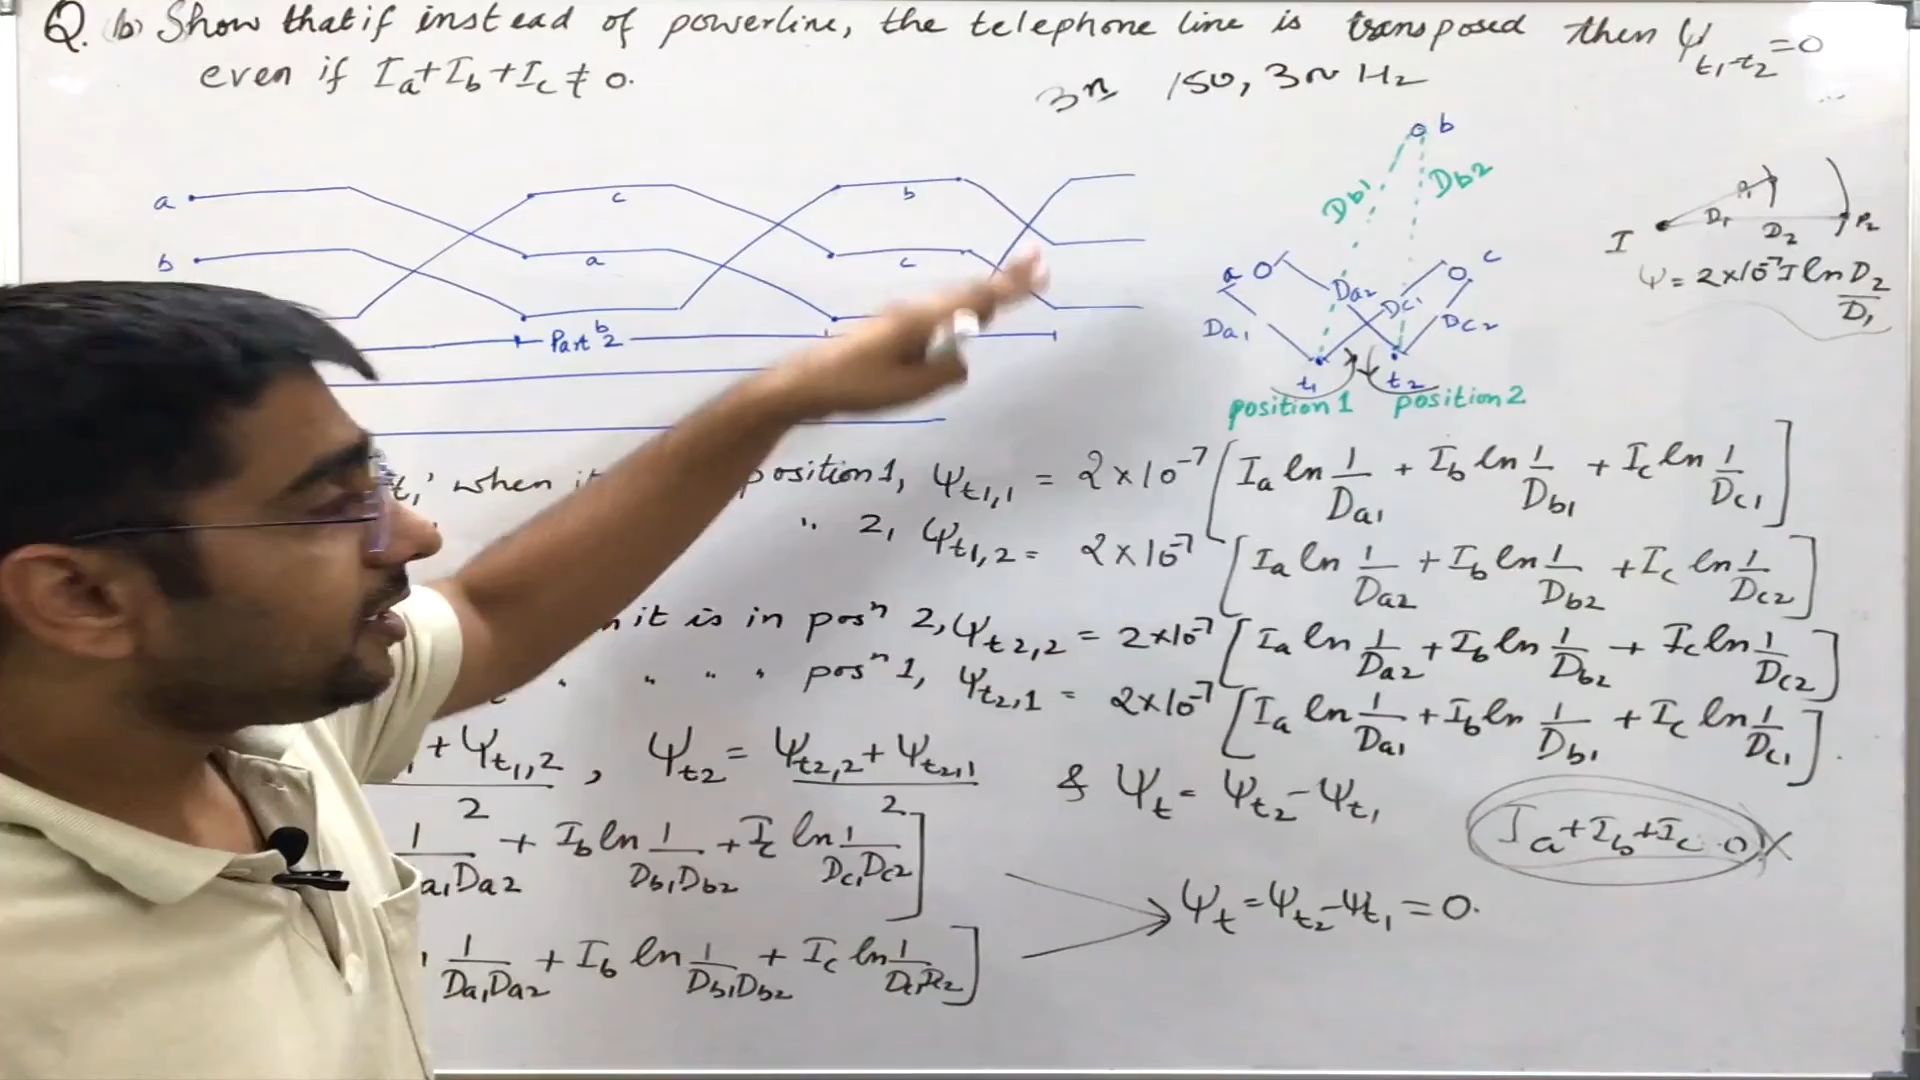 Q. (b) Show that if instead of powerline, the telephone line is transposed then ψt1-t2 = 0
even if Ia+Ib+Ic ≠ 0.
3n 150, 3n Hz
b
Db1 Db2
a c b
b a c
b
Part 2
a c
Da2 Dc1
Da1 Dc2
t1 t2
position 1 position 2
P1
I D1 D2 P2
ψ = 2×10^-7 I ln D2/D1
t1' when it position 1, ψt1,1 = 2×10^-7 [Ia ln 1/Da1 + Ib ln 1/Db1 + Ic ln 1/Dc1]
" 2, ψt1,2 = 2×10^-7 [Ia ln 1/Da2 + Ib ln 1/Db2 + Ic ln 1/Dc2]
it is in posn 2, ψt2,2 = 2×10^-7 [Ia ln 1/Da2 + Ib ln 1/Db2 + Ic ln 1/Dc2]
" " " " posn 1, ψt2,1 = 2×10^-7 [Ia ln 1/Da1 + Ib ln 1/Db1 + Ic ln 1/Dc1]
+ ψt1,2 / 2 , ψt2 = ψt2,2 + ψt2,1 / 2 & ψt = ψt2 - ψt1
1/Da1Da2 + Ib ln 1/Db1Db2 + Ic ln 1/Dc1Dc2]
Ia+Ib+Ic = 0 ×
ψt = ψt2 - ψt1 = 0.
1/Da1Da2 + Ib ln 1/Db1Db2 + Ic ln 1/Dc1Dc2]